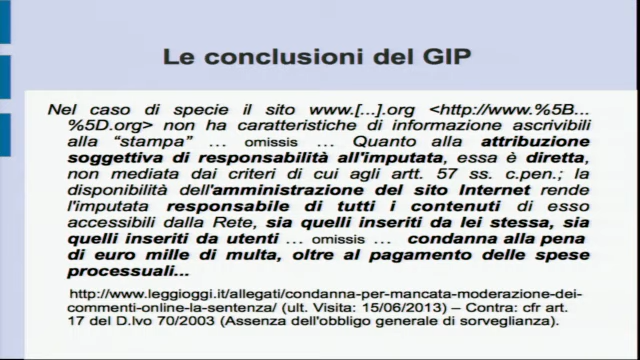 Le conclusioni del GIP
Nel caso di specie il sito www.[...].org <http://www.%5B...
%5D.org> non ha caratteristiche di informazione ascrivibili
alla “stampa” … omissis … Quanto alla attribuzione
soggettiva di responsabilità all'imputata, essa è diretta,
non mediata dai criteri di cui agli artt. 57 ss. c.pen.; la
disponibilità dell'amministrazione del sito Internet rende
l'imputata responsabile di tutti i contenuti di esso
accessibili dalla Rete, sia quelli inseriti da lei stessa, sia
quelli inseriti da utenti … omissis … condanna alla pena
di euro mille di multa, oltre al pagamento delle spese
processuali...
http://www.leggioggi.it/allegati/condanna-per-mancata-moderazione-dei-
commenti-online-la-sentenza/ (ult. Visita: 15/06/2013) – Contra: cfr art.
17 del D.lvo 70/2003 (Assenza dell'obbligo generale di sorveglianza).